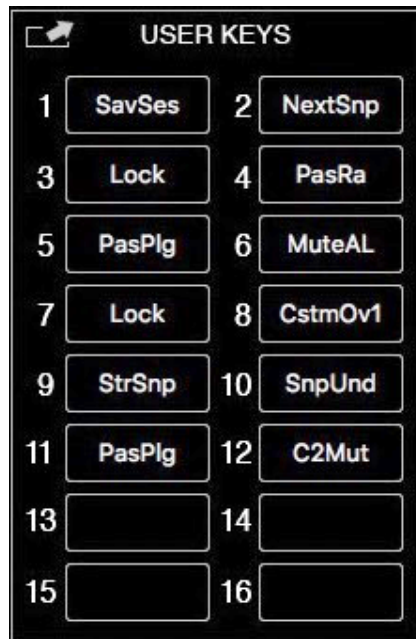 USER KEYS
1 SavSes 2 NextSnp
3 Lock 4 PasRa
5 PasPlg 6 MuteAL
7 Lock 8 CstmOv1
9 StrSnp 10 SnpUnd
11 PasPlg 12 C2Mut
13 14
15 16